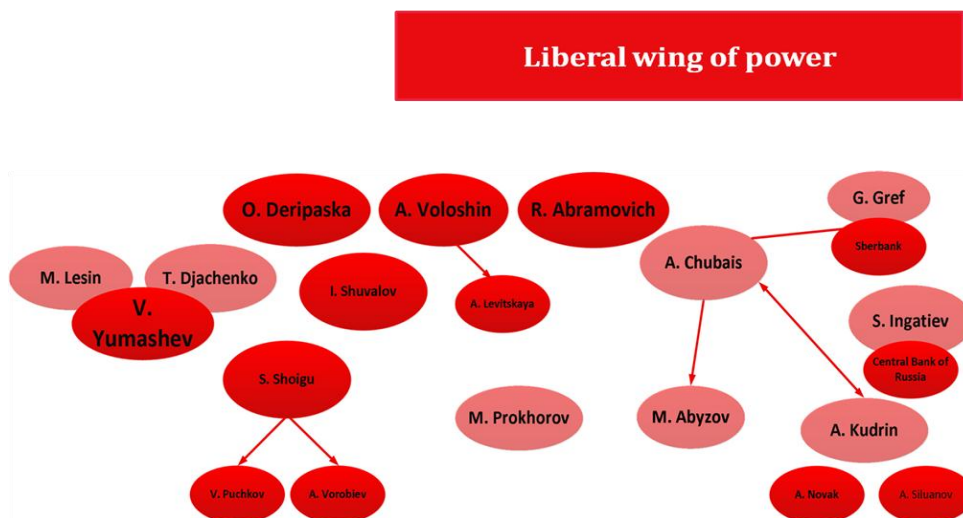 Liberal wing of power
O. Deripaska
A. Voloshin
R. Abramovich
G. Gref
Sberbank
M. Lesin
T. Djachenko
V.
Yumashev
I. Shuvalov
A. Levitskaya
A. Chubais
S. Ingatiev
Central Bank of
Russia
S. Shoigu
M. Prokhorov
M. Abyzov
A. Kudrin
V. Puchkov
A. Vorobiev
A. Novak
A. Siluanov